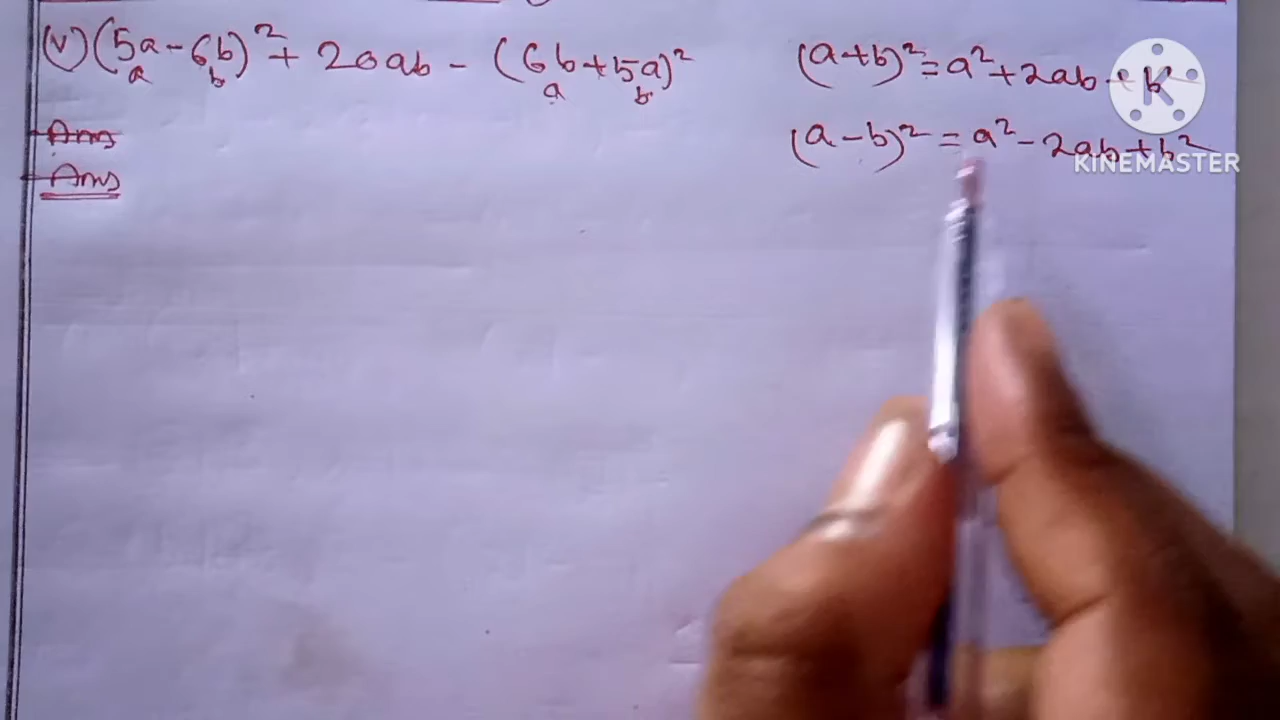 (v) (5a - 6b)² + 20ab - (6b + 5a)²
a b a b
(a+b)² = a² + 2ab + b²
(a-b)² = a² - 2ab + b²
KINEMASTER
Ans
Ans